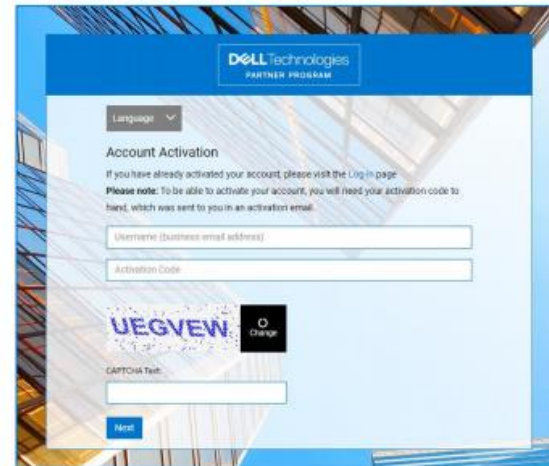 DELLTechnologies
PARTNER PROGRAM
Language
Account Activation
If you have already activated your account, please visit the Log-in page
Please note: To be able to activate your account, you will need your activation code to
hand, which was sent to you in an activation email.
Username (business email address)
Activation Code
UEGVEW
Change
CAPTCHA Text:
Next